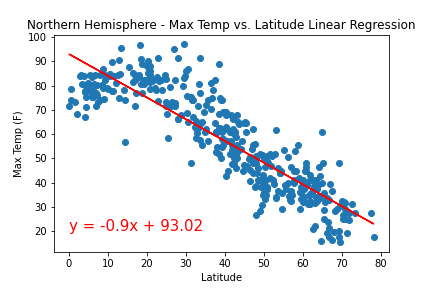 Northern Hemisphere - Max Temp vs. Latitude Linear Regression
100
90
80
70
60
50
40
30
20
Max Temp (F)
y = -0.9x + 93.02
0 10 20 30 40 50 60 70 80
Latitude